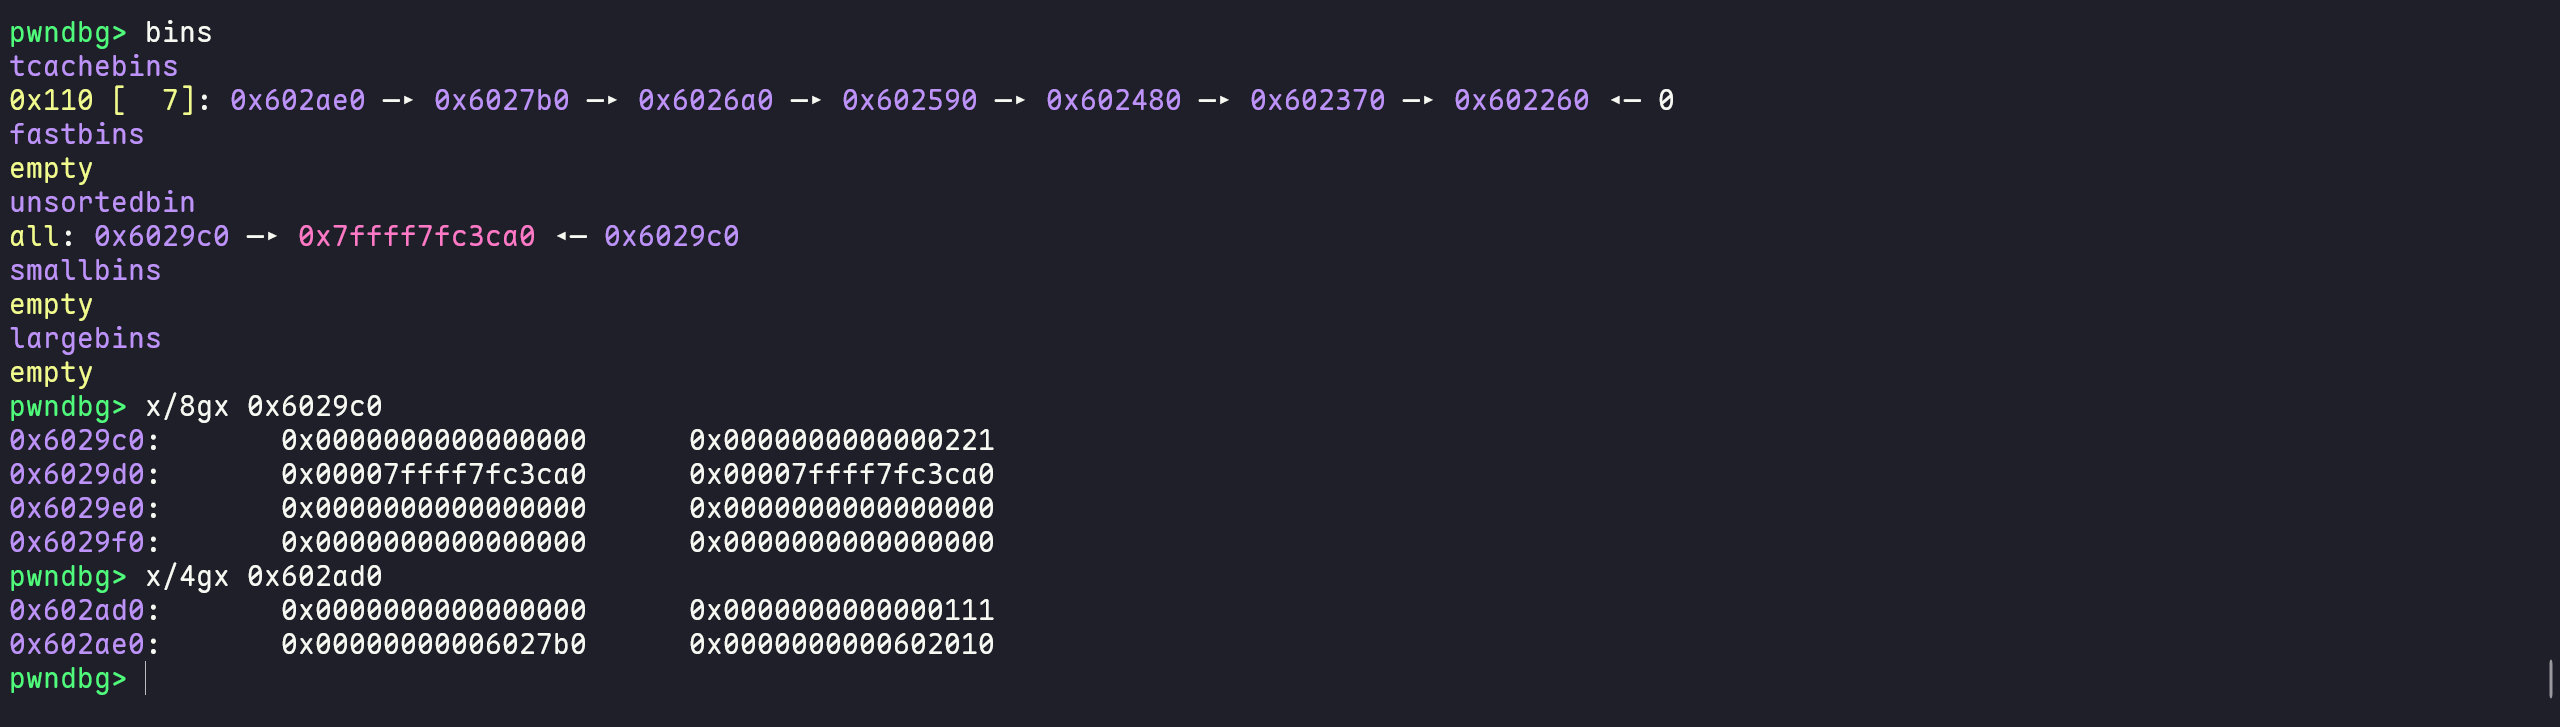 pwndbg> bins
tcachebins
0x110 [  7]: 0x602ae0 —▸ 0x6027b0 —▸ 0x6026a0 —▸ 0x602590 —▸ 0x602480 —▸ 0x602370 —▸ 0x602260 ◂— 0
fastbins
empty
unsortedbin
all: 0x6029c0 —▸ 0x7ffff7fc3ca0 ◂— 0x6029c0
smallbins
empty
largebins
empty
pwndbg> x/8gx 0x6029c0
0x6029c0:       0x0000000000000000      0x0000000000000221
0x6029d0:       0x00007ffff7fc3ca0      0x00007ffff7fc3ca0
0x6029e0:       0x0000000000000000      0x0000000000000000
0x6029f0:       0x0000000000000000      0x0000000000000000
pwndbg> x/4gx 0x602ad0
0x602ad0:       0x0000000000000000      0x0000000000000111
0x602ae0:       0x00000000006027b0      0x0000000000602010
pwndbg>